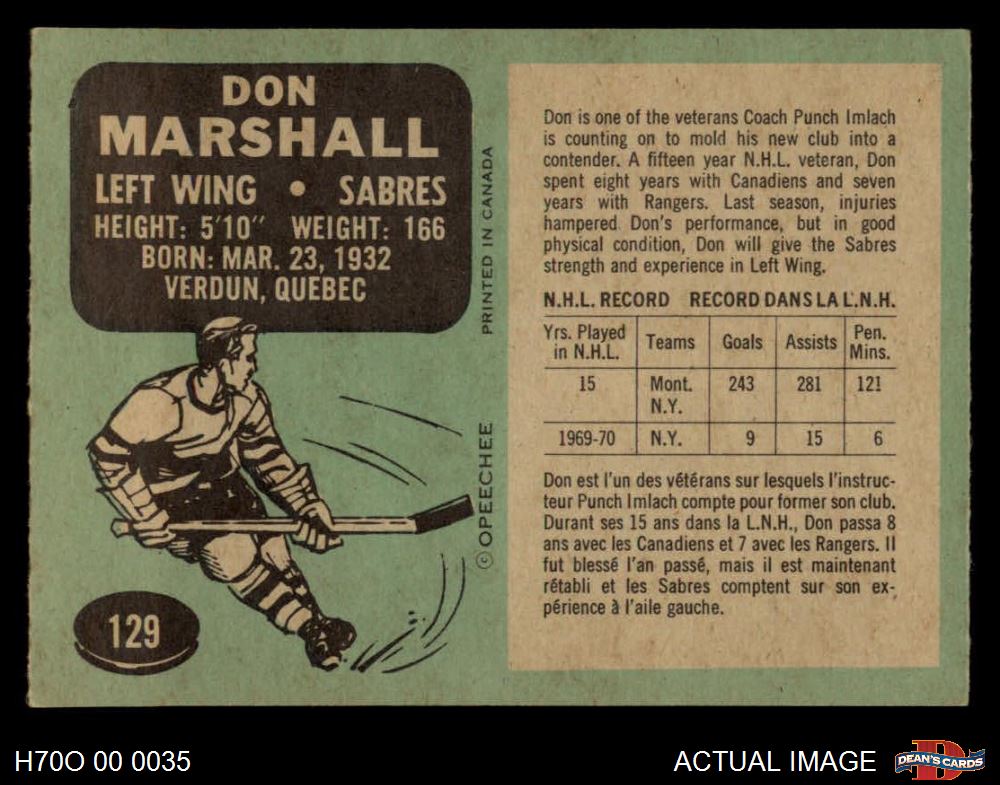 DON
MARSHALL
LEFT WING • SABRES
HEIGHT: 5'10" WEIGHT: 166
BORN: MAR. 23, 1932
VERDUN, QUEBEC
PRINTED IN CANADA
© OPEECHEE
129
Don is one of the veterans Coach Punch Imlach
is counting on to mold his new club into a
contender. A fifteen year N.H.L. veteran, Don
spent eight years with Canadiens and seven
years with Rangers. Last season, injuries
hampered Don's performance, but in good
physical condition, Don will give the Sabres
strength and experience in Left Wing.
N.H.L. RECORD RECORD DANS LA L'.N.H.
Yrs. Played in N.H.L. Teams Goals Assists Pen. Mins.
15 Mont. N.Y. 243 281 121
1969-70 N.Y. 9 15 6
Don est l'un des vétérans sur lesquels l'instruc-
teur Punch Imlach compte pour former son club.
Durant ses 15 ans dans la L.N.H., Don passa 8
ans avec les Canadiens et 7 avec les Rangers. Il
fut blessé l'an passé, mais il est maintenant
rétabli et les Sabres comptent sur son ex-
périence à l'aile gauche.
H70O 00 0035
ACTUAL IMAGE
DEAN'S CARDS